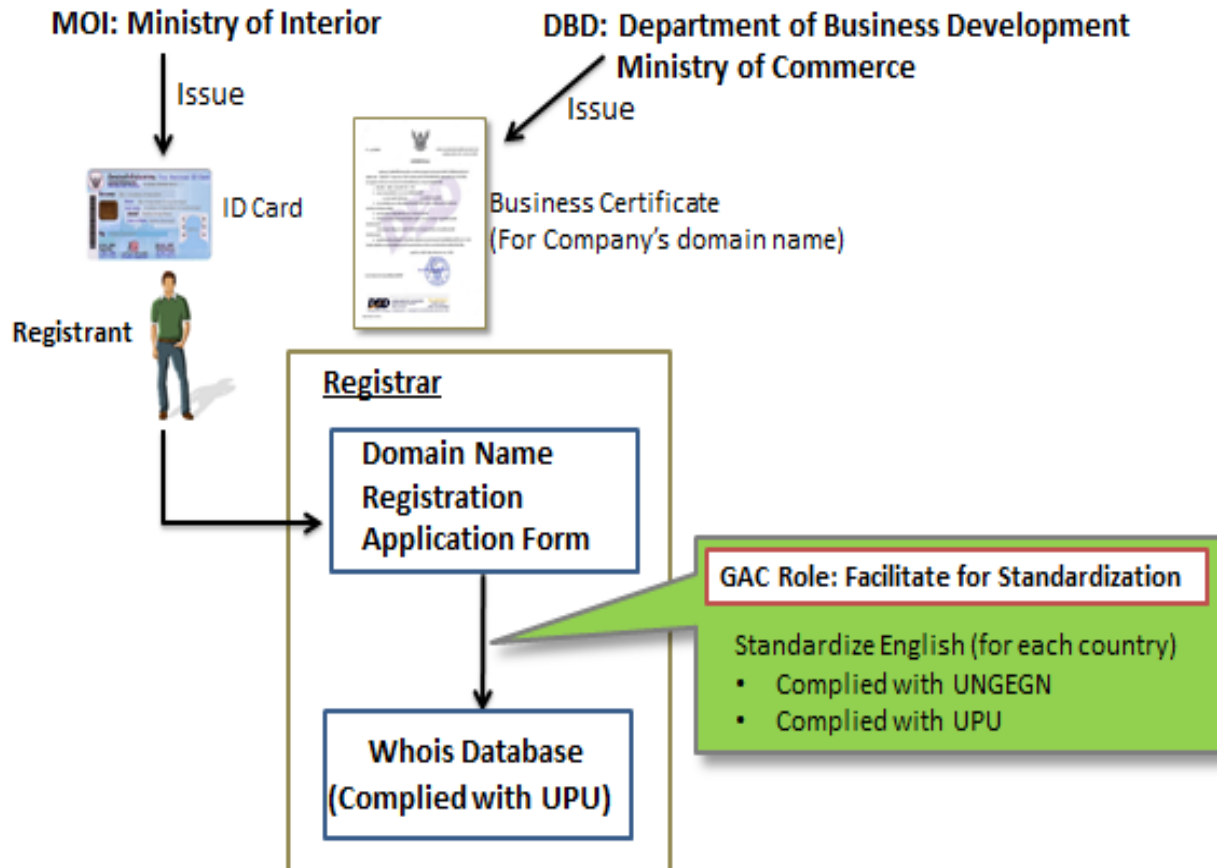 MOI: Ministry of Interior
DBD: Department of Business Development
Ministry of Commerce
Issue
Issue
ID Card
Business Certificate
(For Company's domain name)
Registrant
Registrar
Domain Name
Registration
Application Form
GAC Role: Facilitate for Standardization
Standardize English (for each country)
• Complied with UNGEGN
• Complied with UPU
Whois Database
(Complied with UPU)